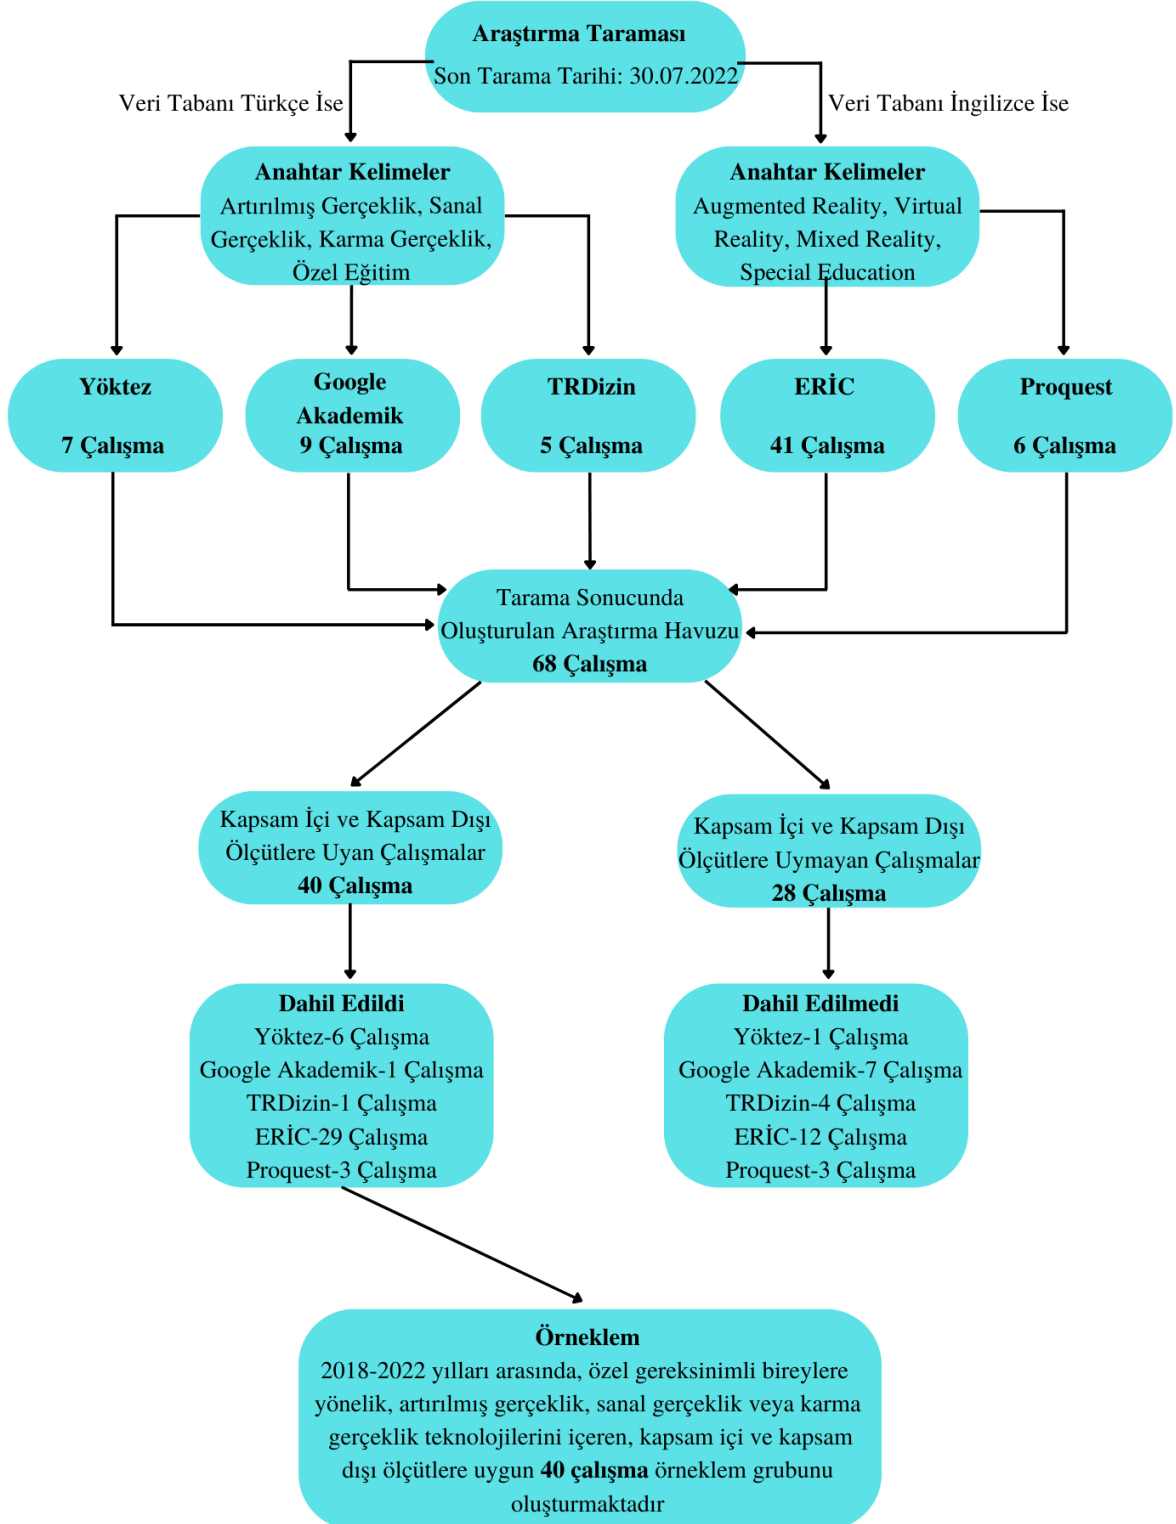 Araştırma Taraması
Son Tarama Tarihi: 30.07.2022
Veri Tabanı Türkçe İse
Veri Tabanı İngilizce İse
Anahtar Kelimeler
Artırılmış Gerçeklik, Sanal
Gerçeklik, Karma Gerçeklik,
Özel Eğitim
Anahtar Kelimeler
Augmented Reality, Virtual
Reality, Mixed Reality,
Special Education
Yöktez
7 Çalışma
Google
Akademik
9 Çalışma
TRDizin
5 Çalışma
ERİC
41 Çalışma
Proquest
6 Çalışma
Tarama Sonucunda
Oluşturulan Araştırma Havuzu
68 Çalışma
Kapsam İçi ve Kapsam Dışı
Ölçütlere Uyan Çalışmalar
40 Çalışma
Kapsam İçi ve Kapsam Dışı
Ölçütlere Uymayan Çalışmalar
28 Çalışma
Dahil Edildi
Yöktez-6 Çalışma
Google Akademik-1 Çalışma
TRDizin-1 Çalışma
ERİC-29 Çalışma
Proquest-3 Çalışma
Dahil Edilmedi
Yöktez-1 Çalışma
Google Akademik-7 Çalışma
TRDizin-4 Çalışma
ERİC-12 Çalışma
Proquest-3 Çalışma
Örneklem
2018-2022 yılları arasında, özel gereksinimli bireylere
yönelik, artırılmış gerçeklik, sanal gerçeklik veya karma
gerçeklik teknolojilerini içeren, kapsam içi ve kapsam
dışı ölçütlere uygun 40 çalışma örneklem grubunu
oluşturmaktadır